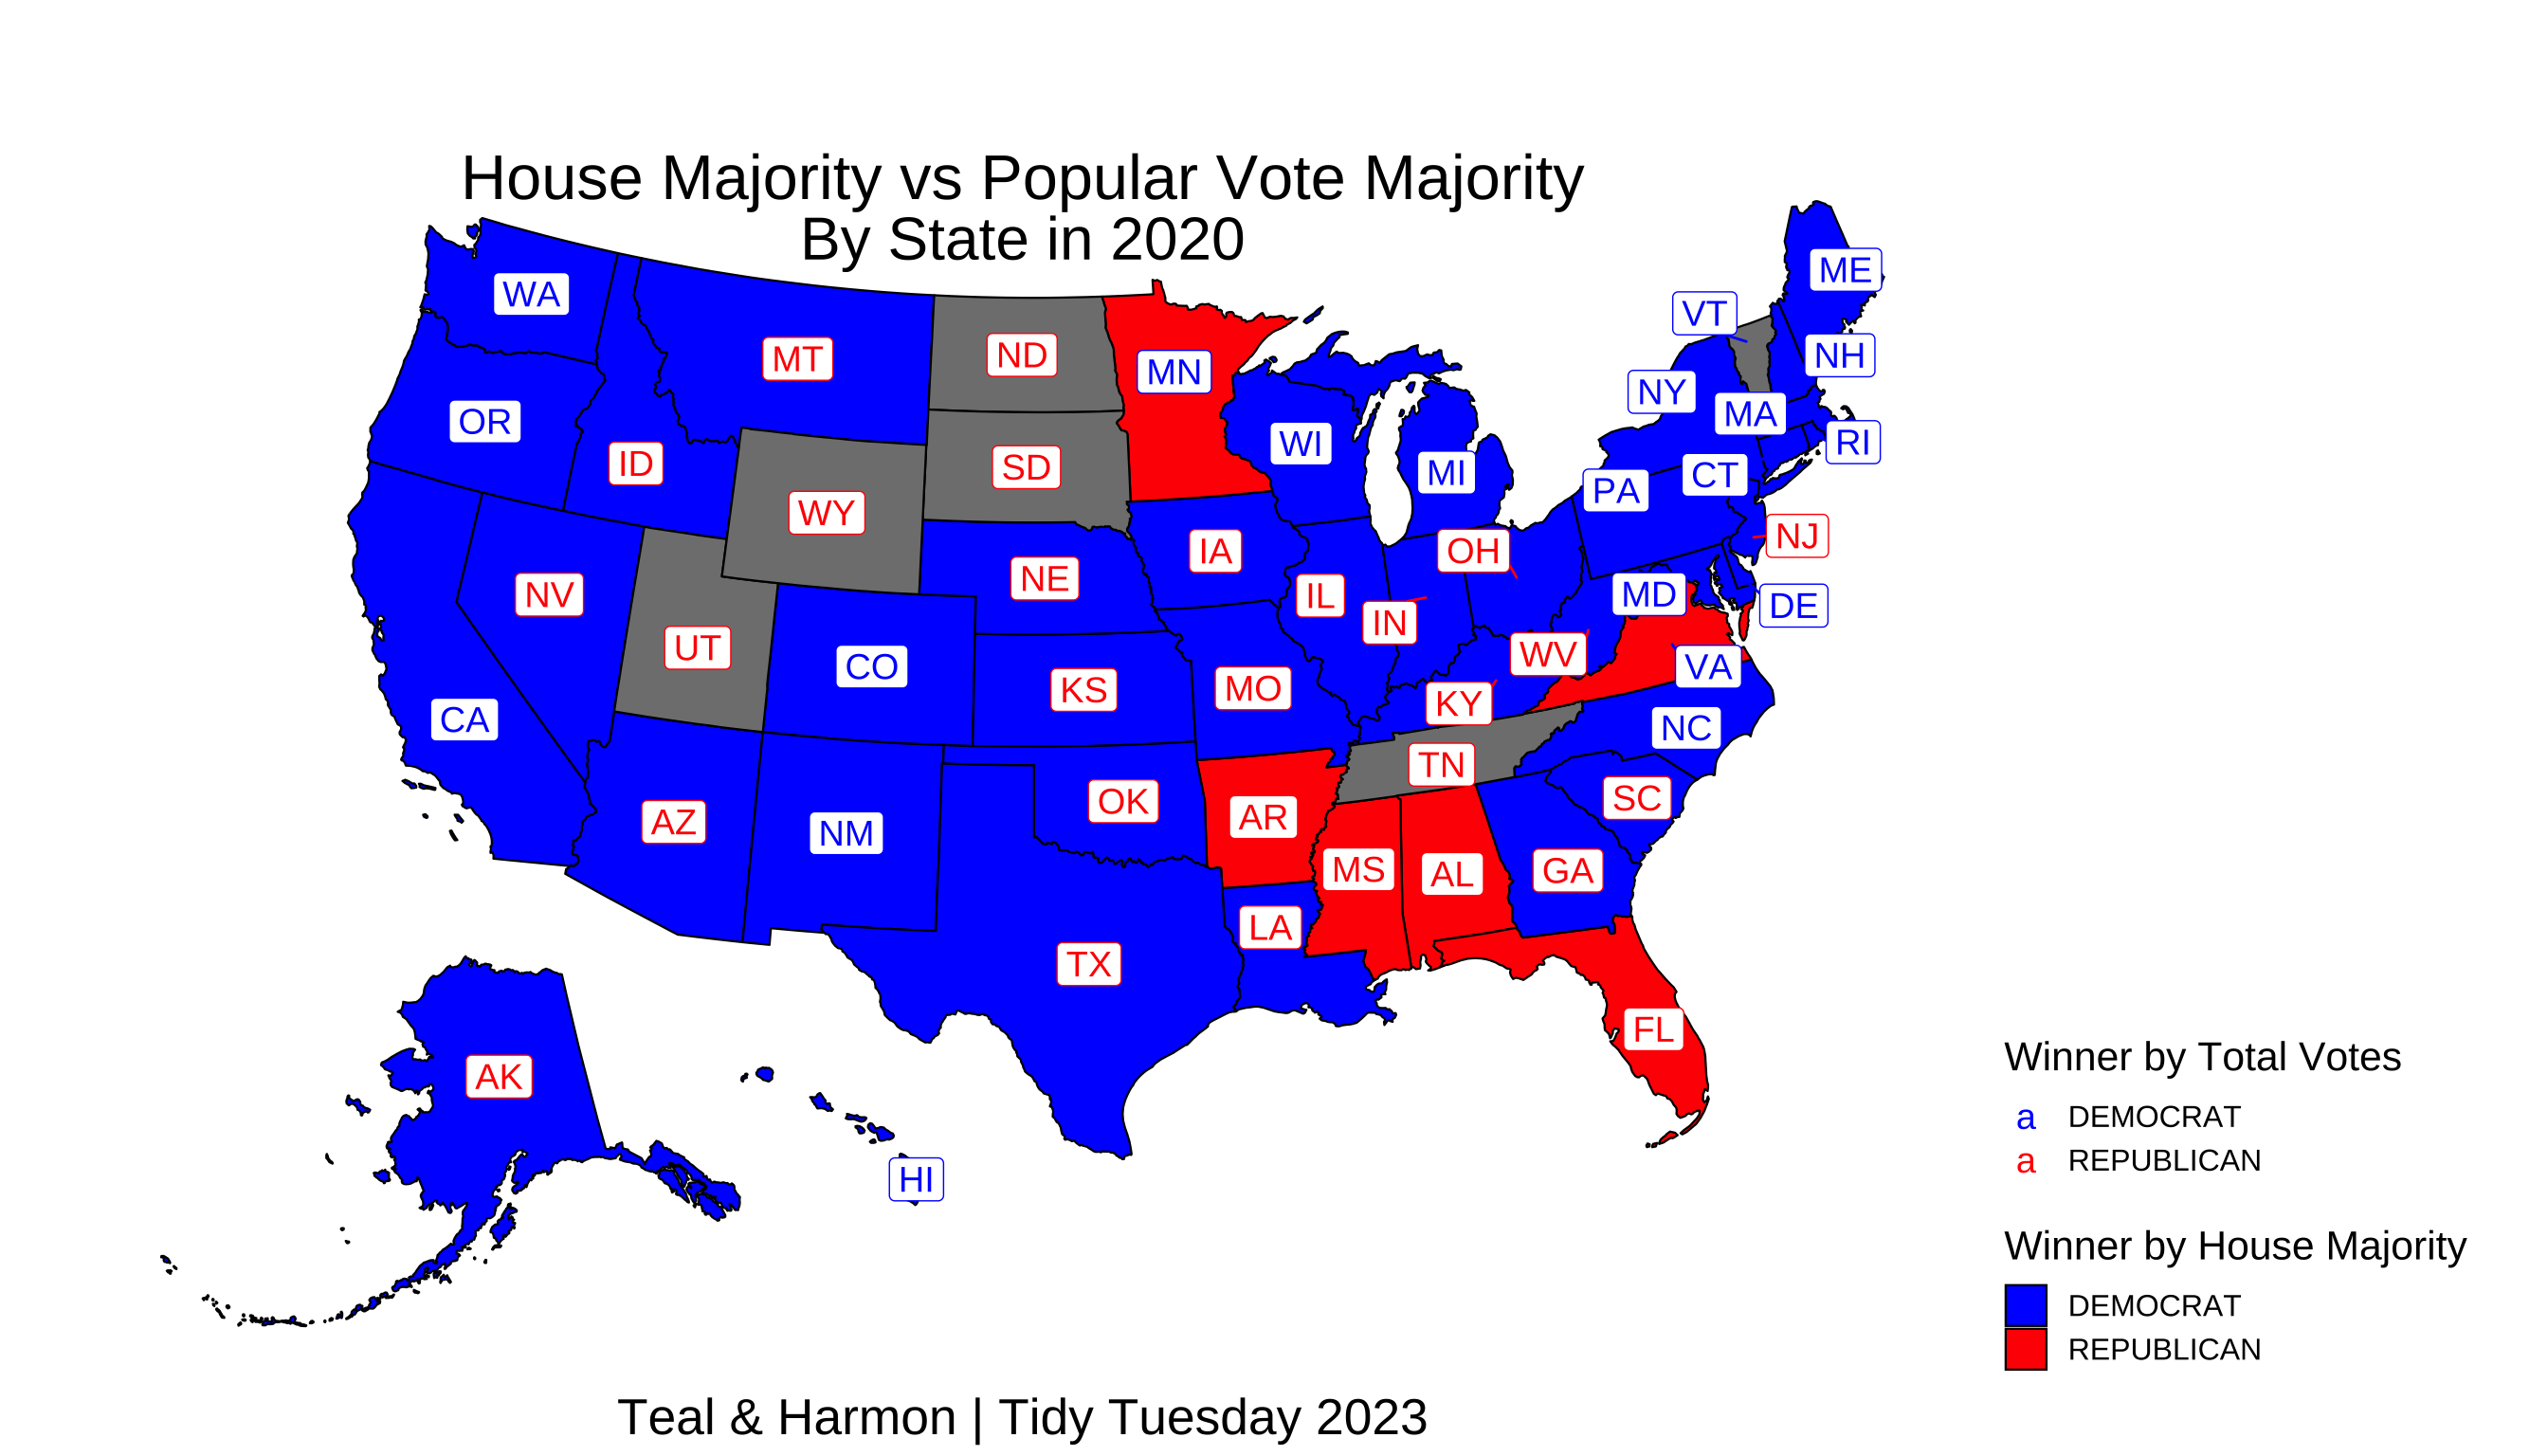 House Majority vs Popular Vote Majority
By State in 2020
WA
MT
ND
MN
VT
ME
NH
NY
MA
RI
OR
ID
SD
WI
MI
PA
CT
WY
NJ
IA
OH
NV
NE
IL
IN
MD
DE
UT
CO
KS
MO
WV
VA
CA
KY
NC
TN
AZ
NM
OK
AR
SC
MS
AL
GA
LA
TX
FL
AK
HI
Winner by Total Votes
a DEMOCRAT
a REPUBLICAN
Winner by House Majority
DEMOCRAT
REPUBLICAN
Teal & Harmon | Tidy Tuesday 2023